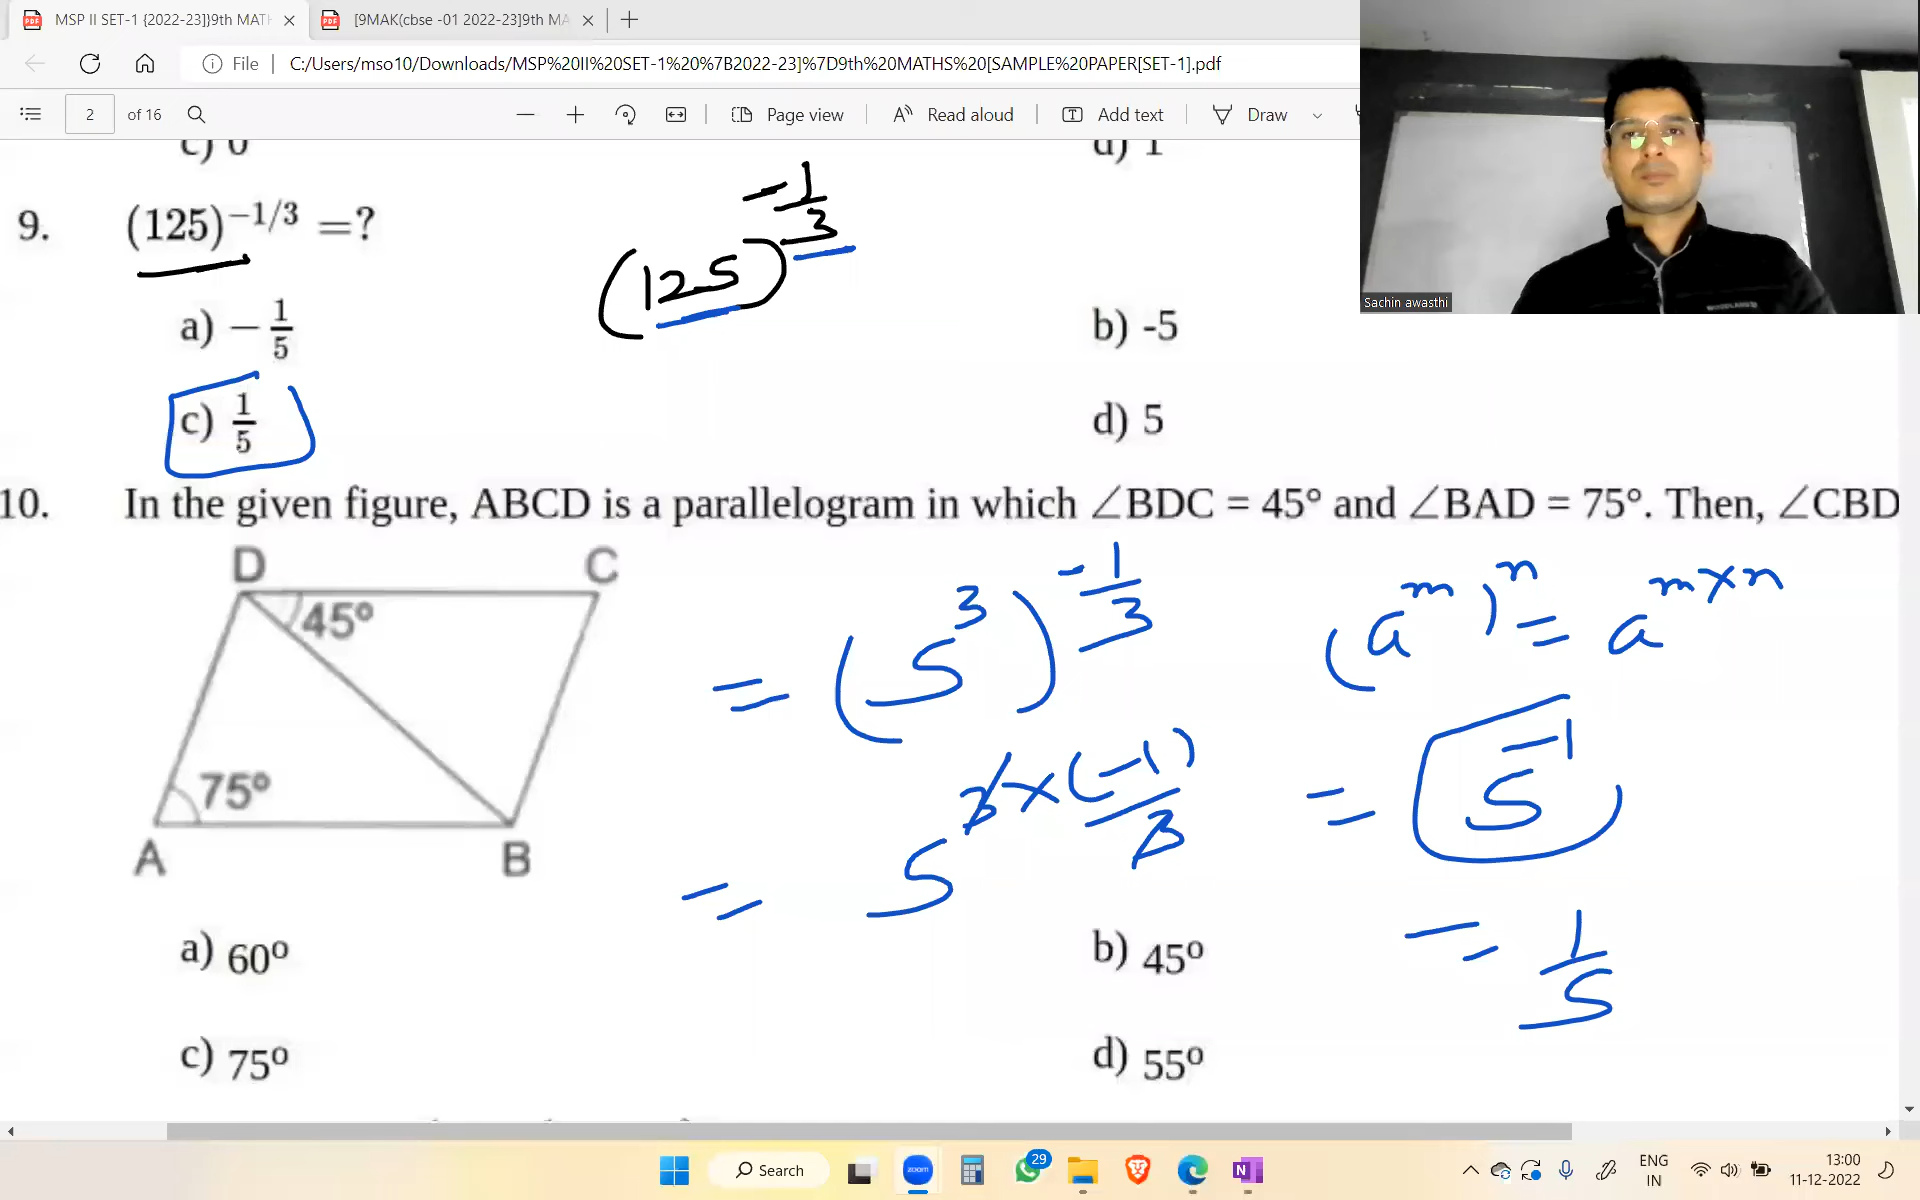 MSP II SET-1 {2022-23]}9th MATH
[9MAK(cbse -01 2022-23]9th MA
File
C:/Users/mso10/Downloads/MSP%20II%20SET-1%20%7B2022-23]%7D9th%20MATHS%20[SAMPLE%20PAPER[SET-1].pdf
2 of 16
Page view
Read aloud
Add text
Draw
c) 0
d) 1
9. (125)^{-1/3} =?
(125)^{-1/3}
a) -1/5
b) -5
c) 1/5
d) 5
Sachin awasthi
10. In the given figure, ABCD is a parallelogram in which ∠BDC = 45° and ∠BAD = 75°. Then, ∠CBD
D
C
45°
75°
A
B
= (5^3)^{-1/3}
(a^m)^n = a^{m×n}
= 5^{3×(-1)/3}
= 5^{-1}
= 1/5
a) 60°
b) 45°
c) 75°
d) 55°
Search
zoom
29
N
ENG
IN
13:00
11-12-2022